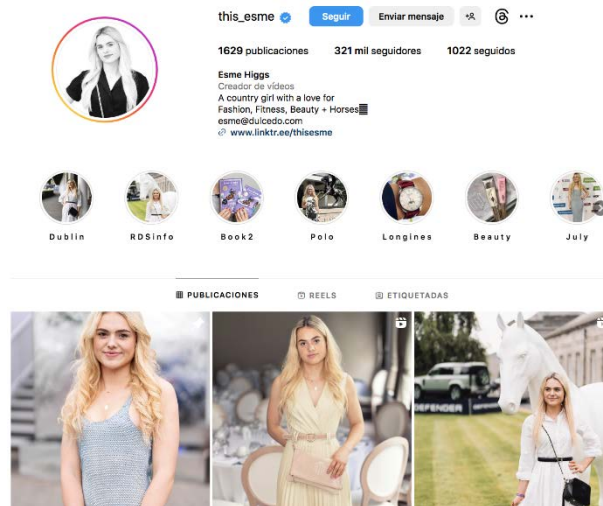 this_esme Seguir Enviar mensaje
1629 publicaciones 321 mil seguidores 1022 seguidos
Esme Higgs
Creador de vídeos
A country girl with a love for
Fashion, Fitness, Beauty + Horses
esme@dulcedo.com
www.linktr.ee/thisesme
Dublin RDSinfo Book2 Polo Longines Beauty July
PUBLICACIONES REELS ETIQUETADAS
DEFENDER